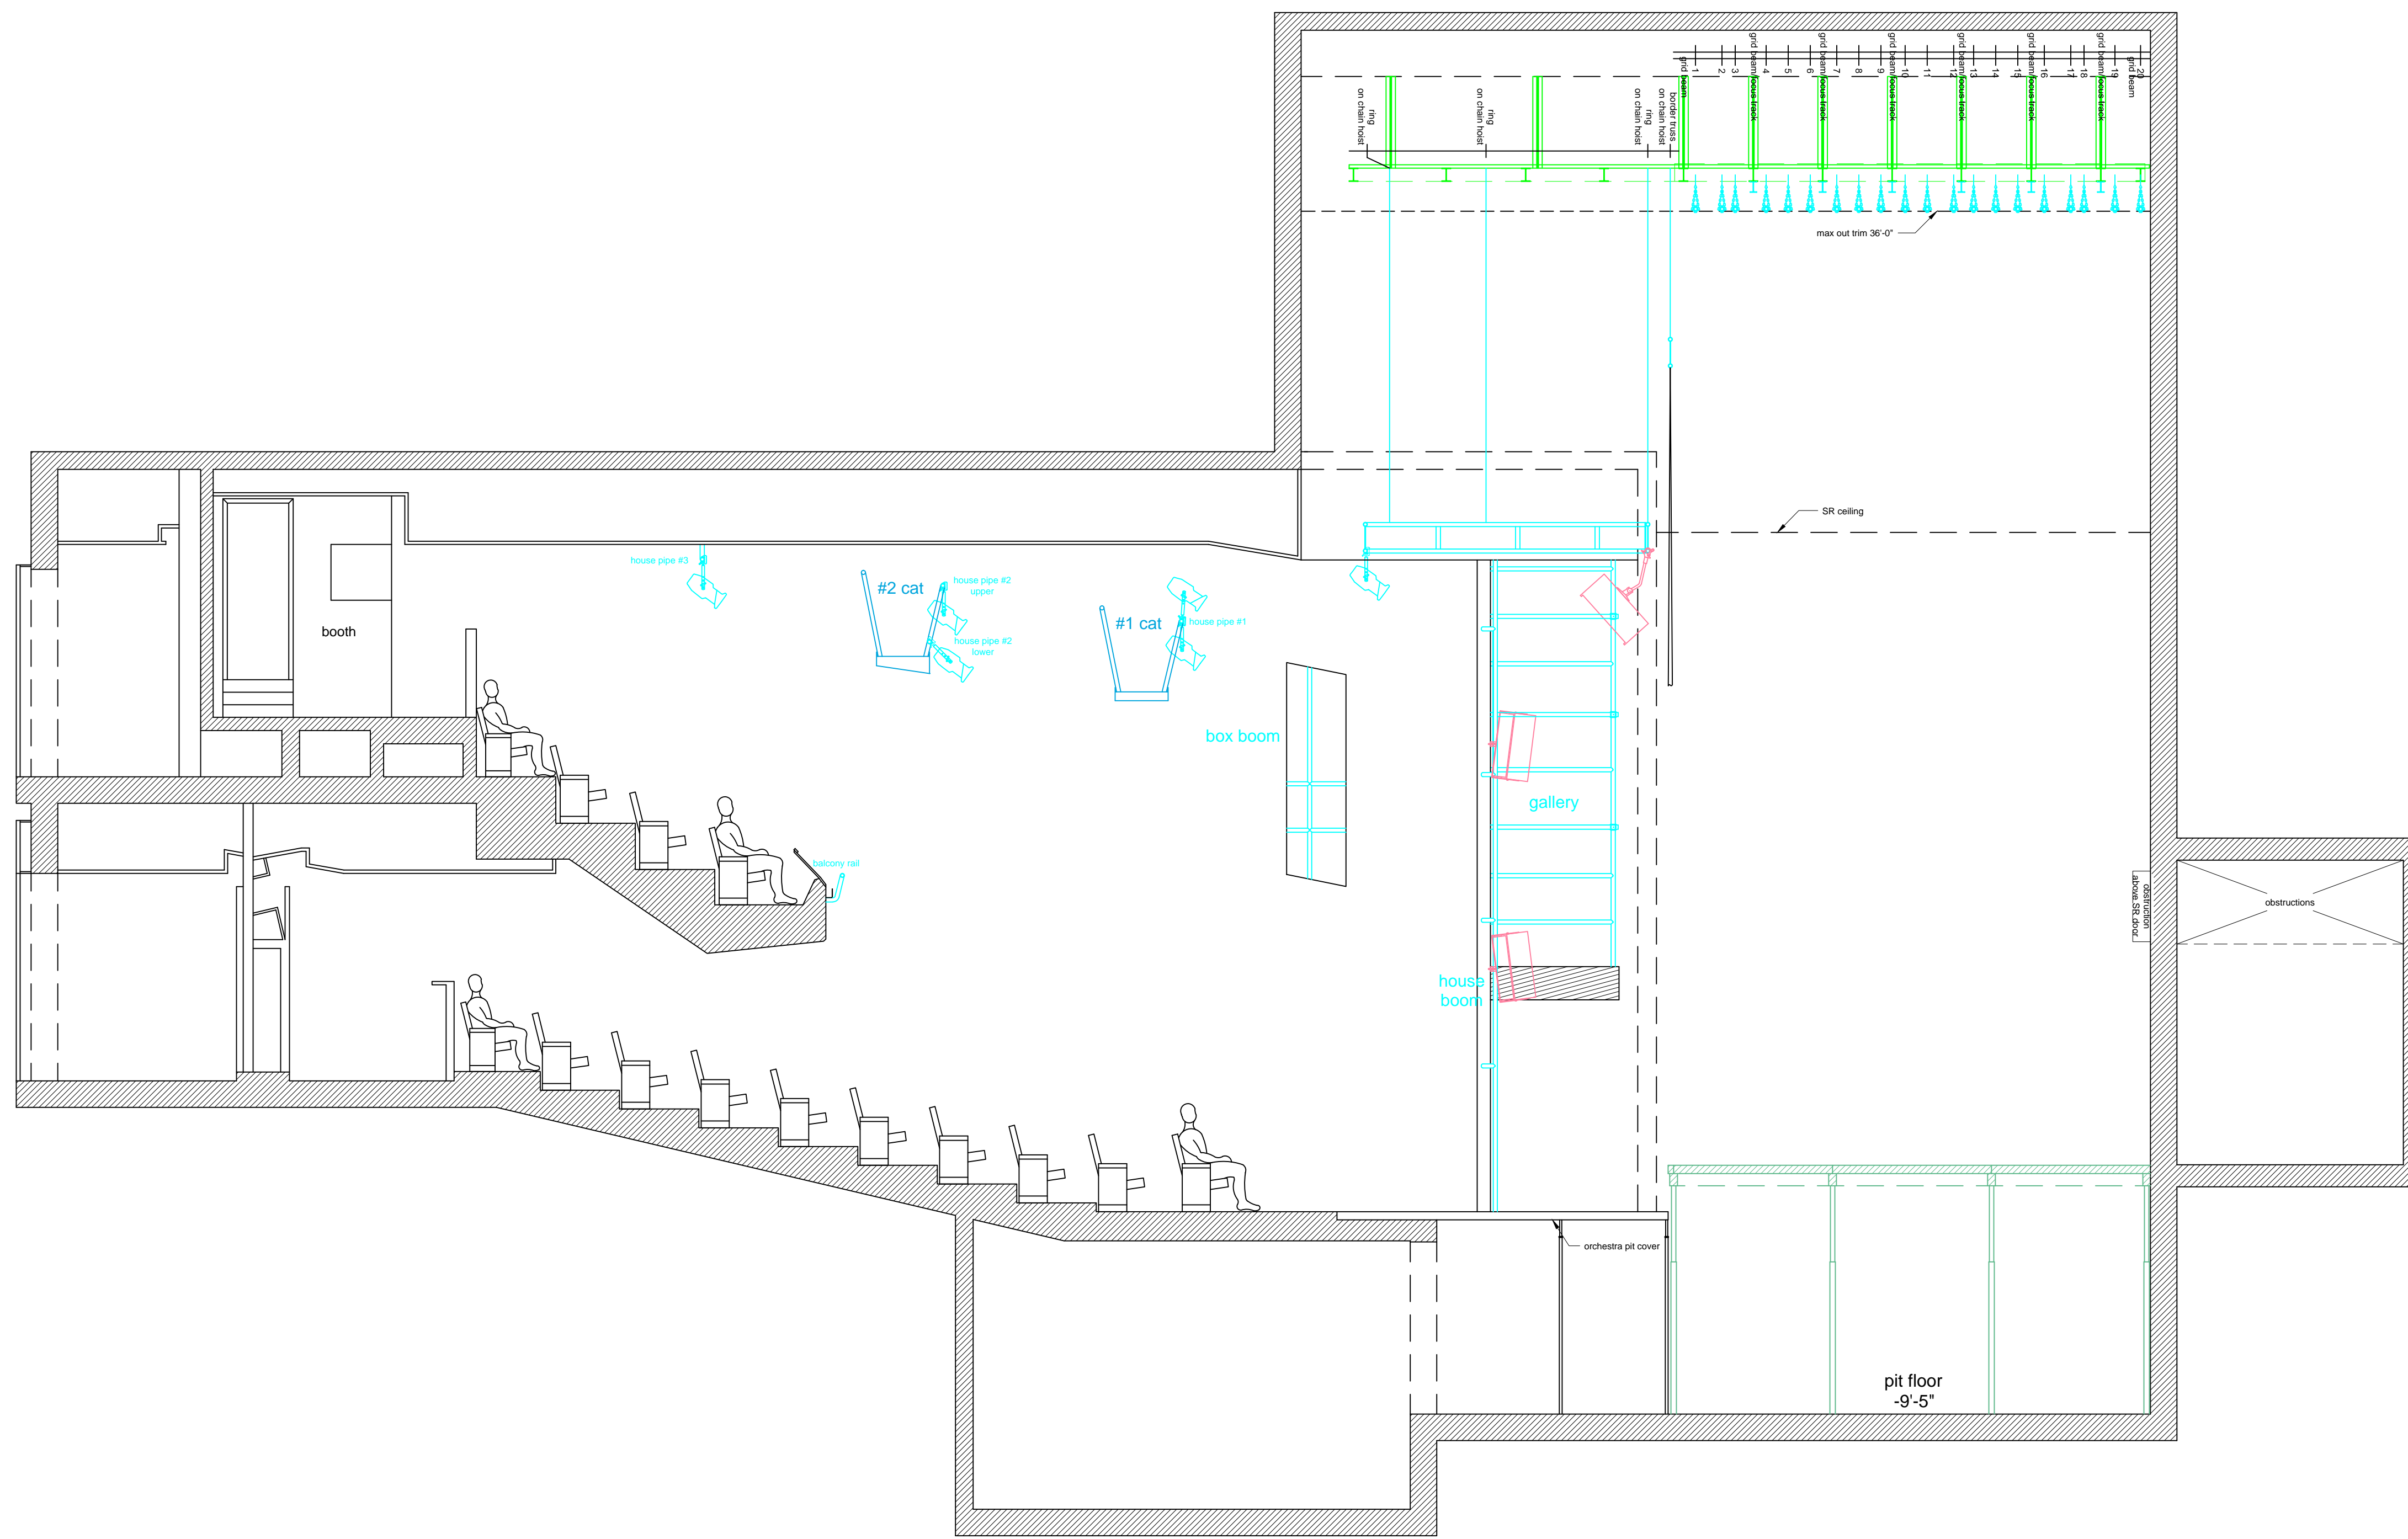 grid beam
1
2
3
grid beam/focus track
4
5
6
grid beam/focus track
7
8
9
grid beam/focus track
10
11
12
grid beam/focus track
13
14
15
grid beam/focus track
16
17
18
grid beam/focus track
19
20
grid beam
ring
on chain hoist
ring
on chain hoist
ring
on chain hoist
border truss
on chain hoist
max out trim 36'-0"
SR ceiling
house pipe #3
#2 cat
house pipe #2
upper
house pipe #2
lower
#1 cat
house pipe #1
booth
box boom
gallery
balcony rail
obstruction
above SR door
obstructions
house
boom
orchestra pit cover
pit floor
-9'-5"